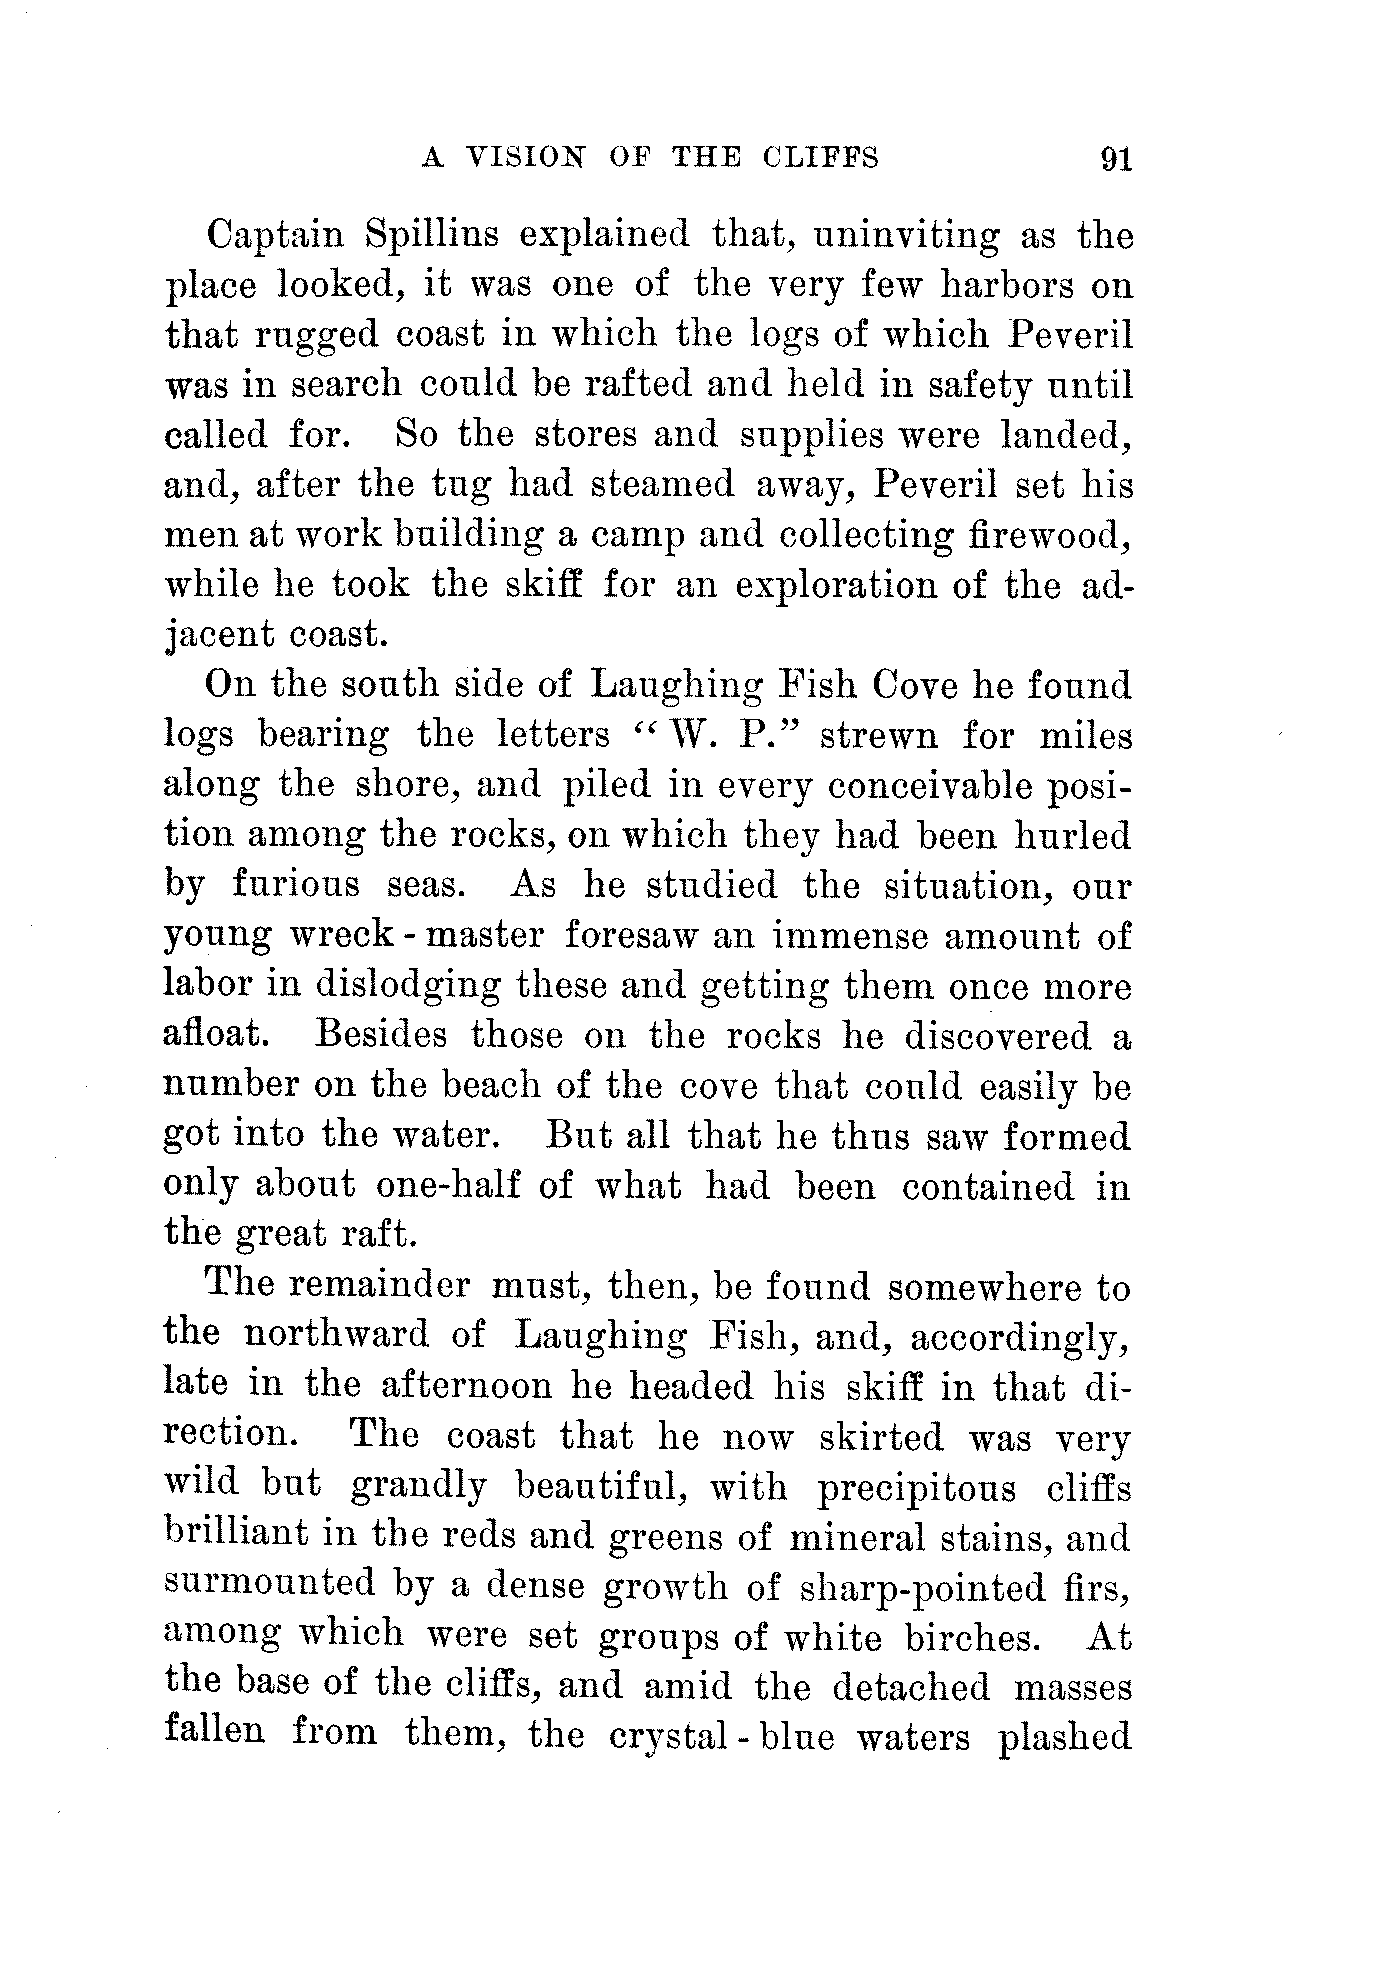 A VISION OF THE CLIFFS 91
Captain Spillins explained that, uninviting as the
place looked, it was one of the very few harbors on
that rugged coast in which the logs of which Peveril
was in search could be rafted and held in safety until
called for. So the stores and supplies were landed,
and, after the tug had steamed away, Peveril set his
men at work building a camp and collecting firewood,
while he took the skiff for an exploration of the ad-
jacent coast.
On the south side of Laughing Fish Cove he found
logs bearing the letters “W. P.” strewn for miles
along the shore, and piled in every conceivable posi-
tion among the rocks, on which they had been hurled
by furious seas. As he studied the situation, our
young wreck-master foresaw an immense amount of
labor in dislodging these and getting them once more
afloat. Besides those on the rocks he discovered a
number on the beach of the cove that could easily be
got into the water. But all that he thus saw formed
only about one-half of what had been contained in
the great raft.
The remainder must, then, be found somewhere to
the northward of Laughing Fish, and, accordingly,
late in the afternoon he headed his skiff in that di-
rection. The coast that he now skirted was very
wild but grandly beautiful, with precipitous cliffs
brilliant in the reds and greens of mineral stains, and
surmounted by a dense growth of sharp-pointed firs,
among which were set groups of white birches. At
the base of the cliffs, and amid the detached masses
fallen from them, the crystal-blue waters plashed